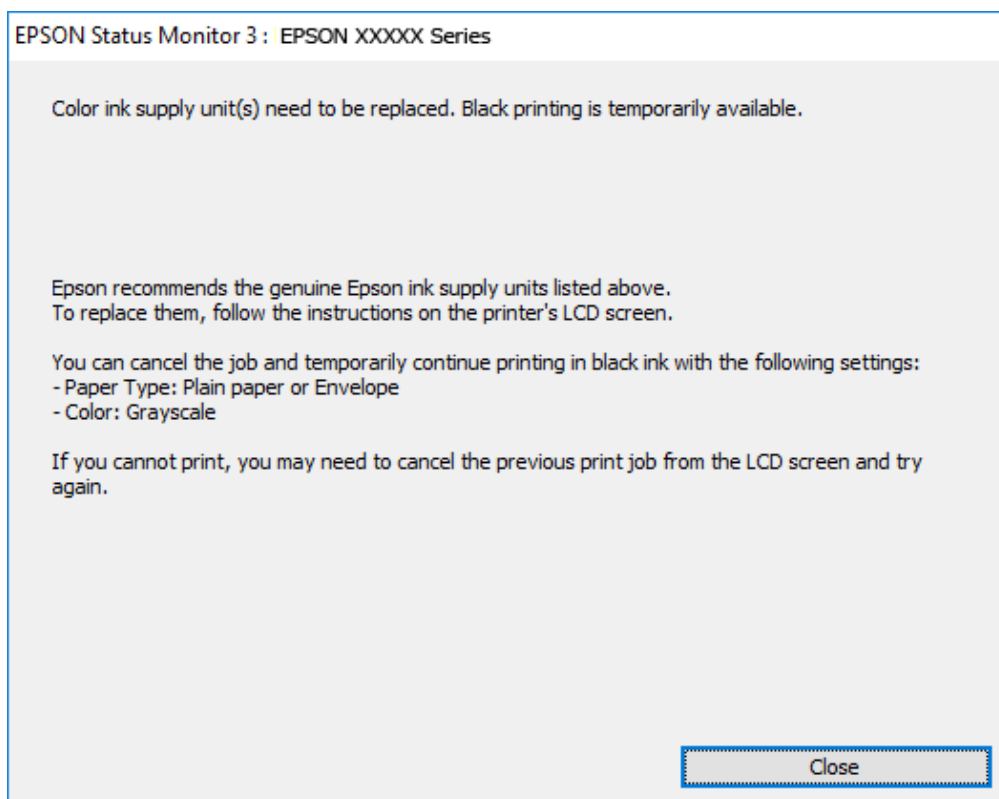 EPSON Status Monitor 3 : EPSON XXXXX Series
Color ink supply unit(s) need to be replaced. Black printing is temporarily available.
Epson recommends the genuine Epson ink supply units listed above.
To replace them, follow the instructions on the printer's LCD screen.
You can cancel the job and temporarily continue printing in black ink with the following settings:
- Paper Type: Plain paper or Envelope
- Color: Grayscale
If you cannot print, you may need to cancel the previous print job from the LCD screen and try
again.
Close